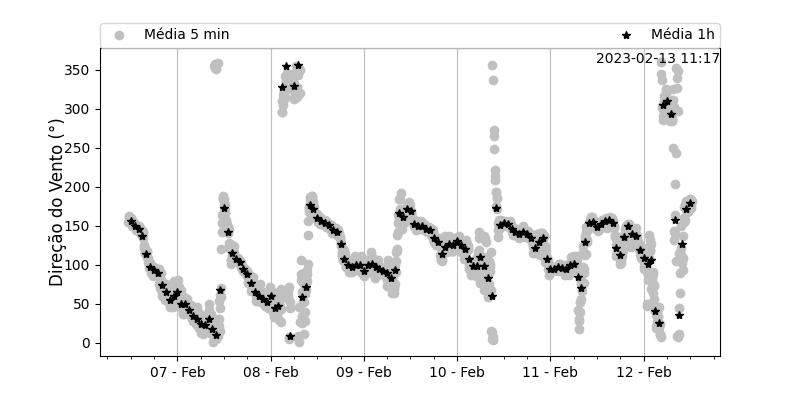 Média 5 min
Média 1h
2023-02-13 11:17
Direção do Vento (°)
350
300
250
200
150
100
50
0
07 - Feb
08 - Feb
09 - Feb
10 - Feb
11 - Feb
12 - Feb